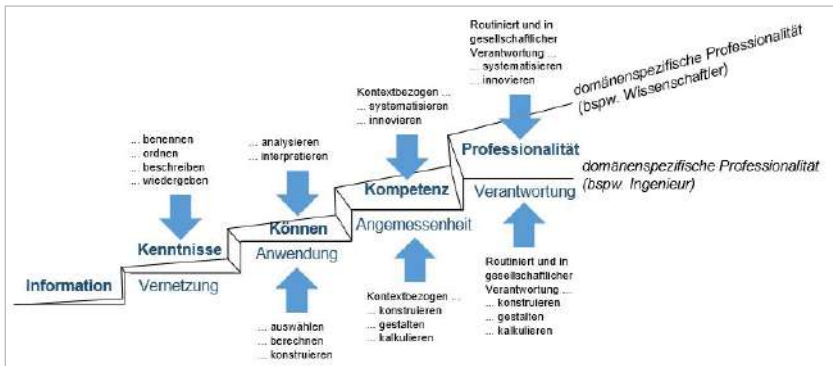 Routiniert und in
gesellschaftlicher
Verantwortung ...
... systematisieren
... innovieren
domänenspezifische Professionalität
(bspw. Wissenschaftler)
Kontextbezogen ...
... systematisieren
... innovieren
... benennen
... ordnen
... beschreiben
... wiedergeben
... analysieren
... interpretieren
Professionalität
domänenspezifische Professionalität
(bspw. Ingenieur)
Kompetenz
Verantwortung
Können
Angemessenheit
Kenntnisse
Anwendung
Information
Vernetzung
Routiniert und in
gesellschaftlicher
Verantwortung ...
... konstruieren
... gestalten
... kalkulieren
Kontextbezogen ...
... konstruieren
... gestalten
... kalkulieren
... auswählen
... berechnen
... konstruieren